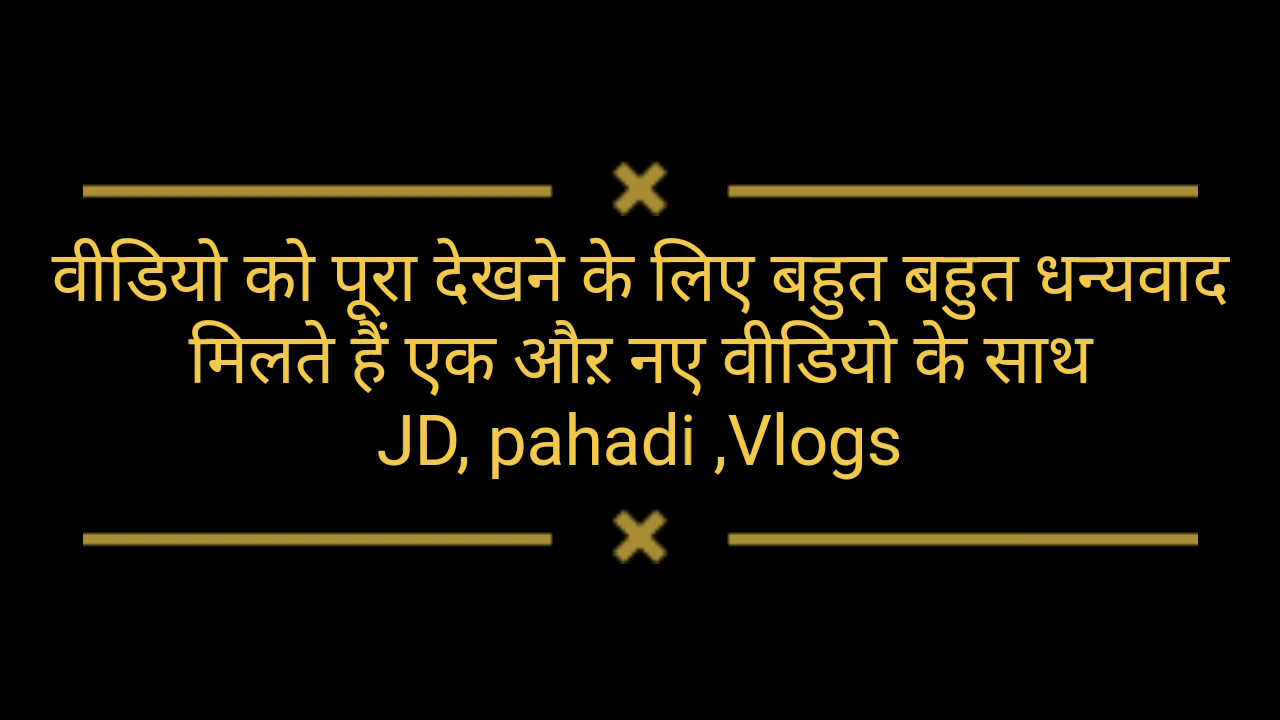 वीडियो को पूरा देखने के लिए बहुत बहुत धन्यवाद
मिलते हैं एक औऱ नए वीडियो के साथ
JD, pahadi ,Vlogs